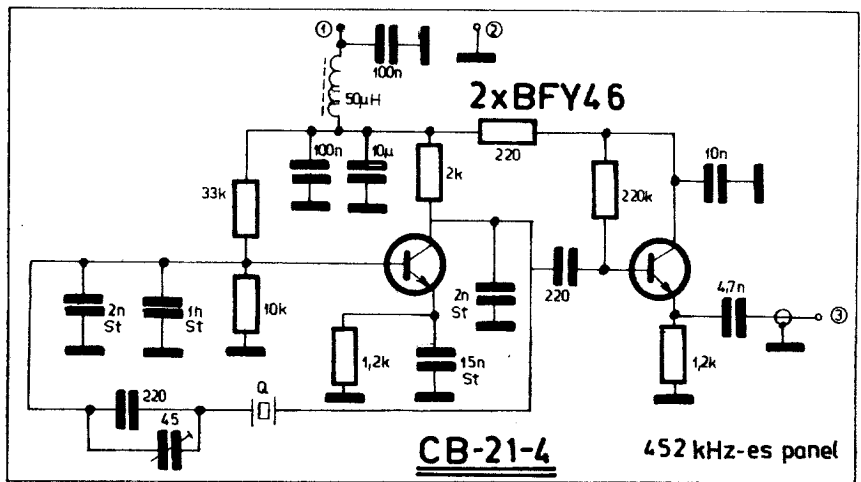 ① ②
100n
50µH
2xBFY46
100n 10µ 2k 220 10n
33k 220k
2n St 1n St 10k 2n St 220 4,7n ③
1,2k 15n St 1,2k
220 Q
45
CB-21-4 452 kHz-es panel